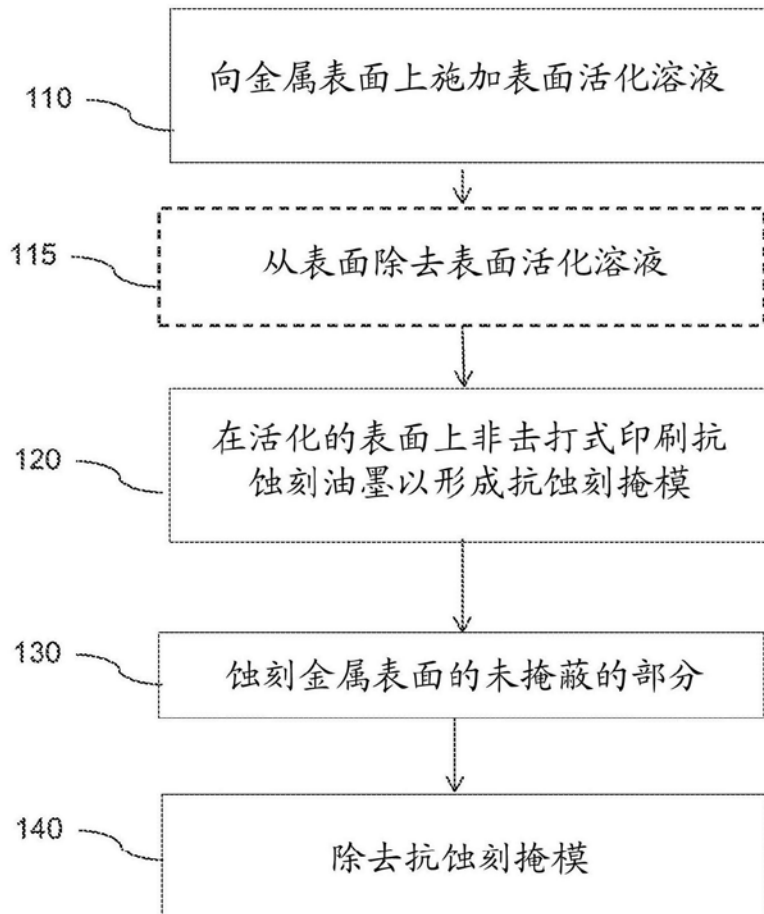 110
向金属表面上施加表面活化溶液
115
从表面除去表面活化溶液
120
在活化的表面上非击打式印刷抗
蚀刻油墨以形成抗蚀刻掩模
130
蚀刻金属表面的未掩蔽的部分
140
除去抗蚀刻掩模